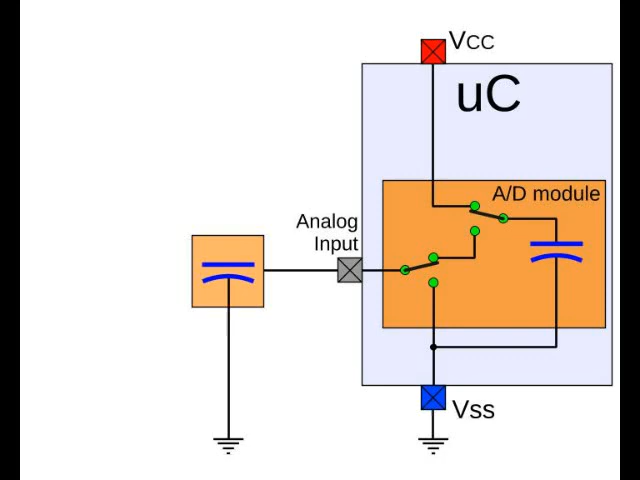 Vcc
uC
A/D module
Analog
Input
Vss